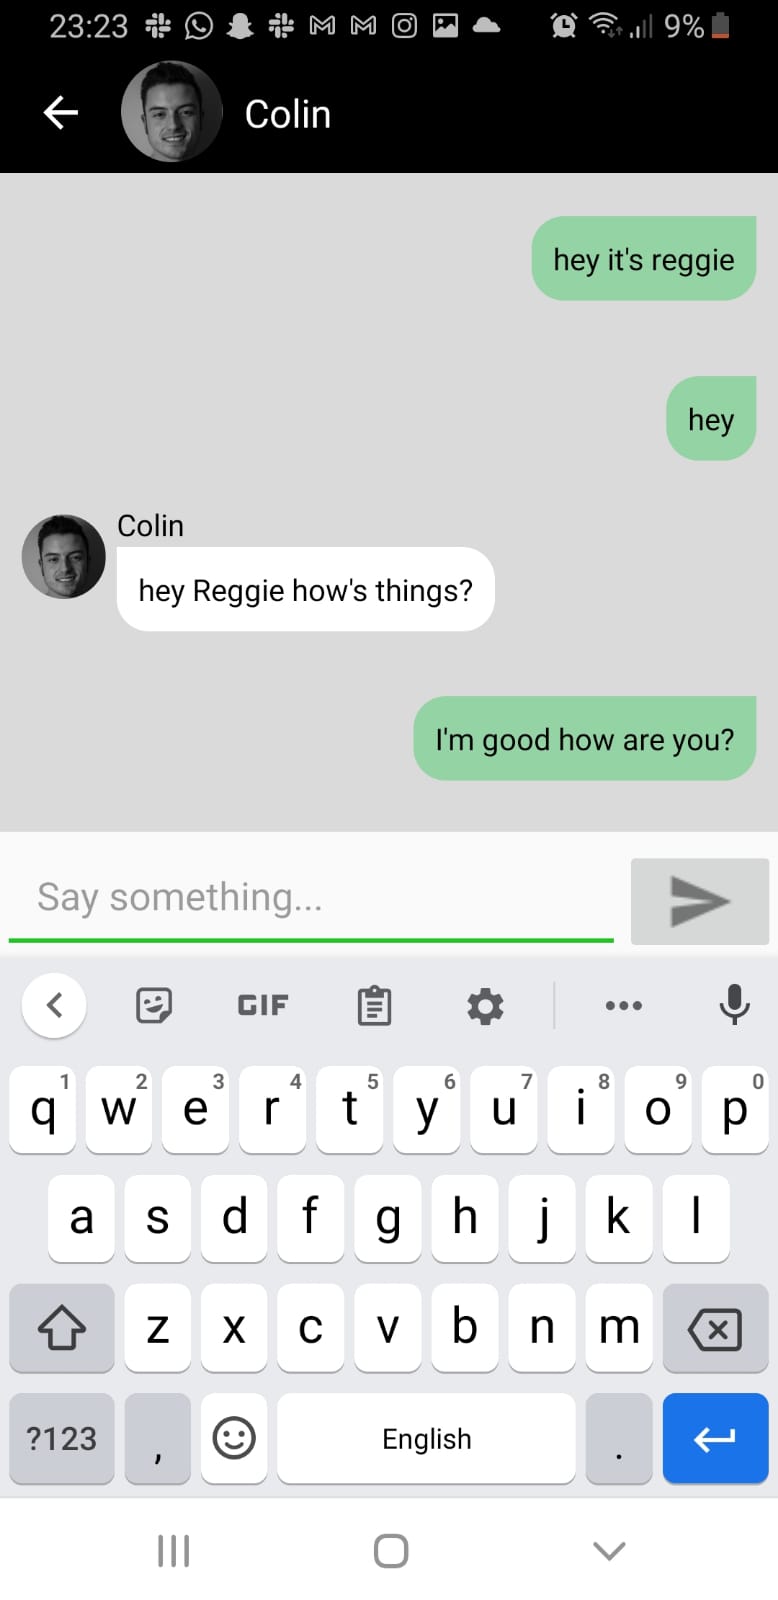 23:23 9%
Colin
hey it's reggie
hey
Colin
hey Reggie how's things?
I'm good how are you?
Say something...
GIF
1 2 3 4 5 6 7 8 9 0
q w e r t y u i o p
a s d f g h j k l
z x c v b n m
?123 , English .